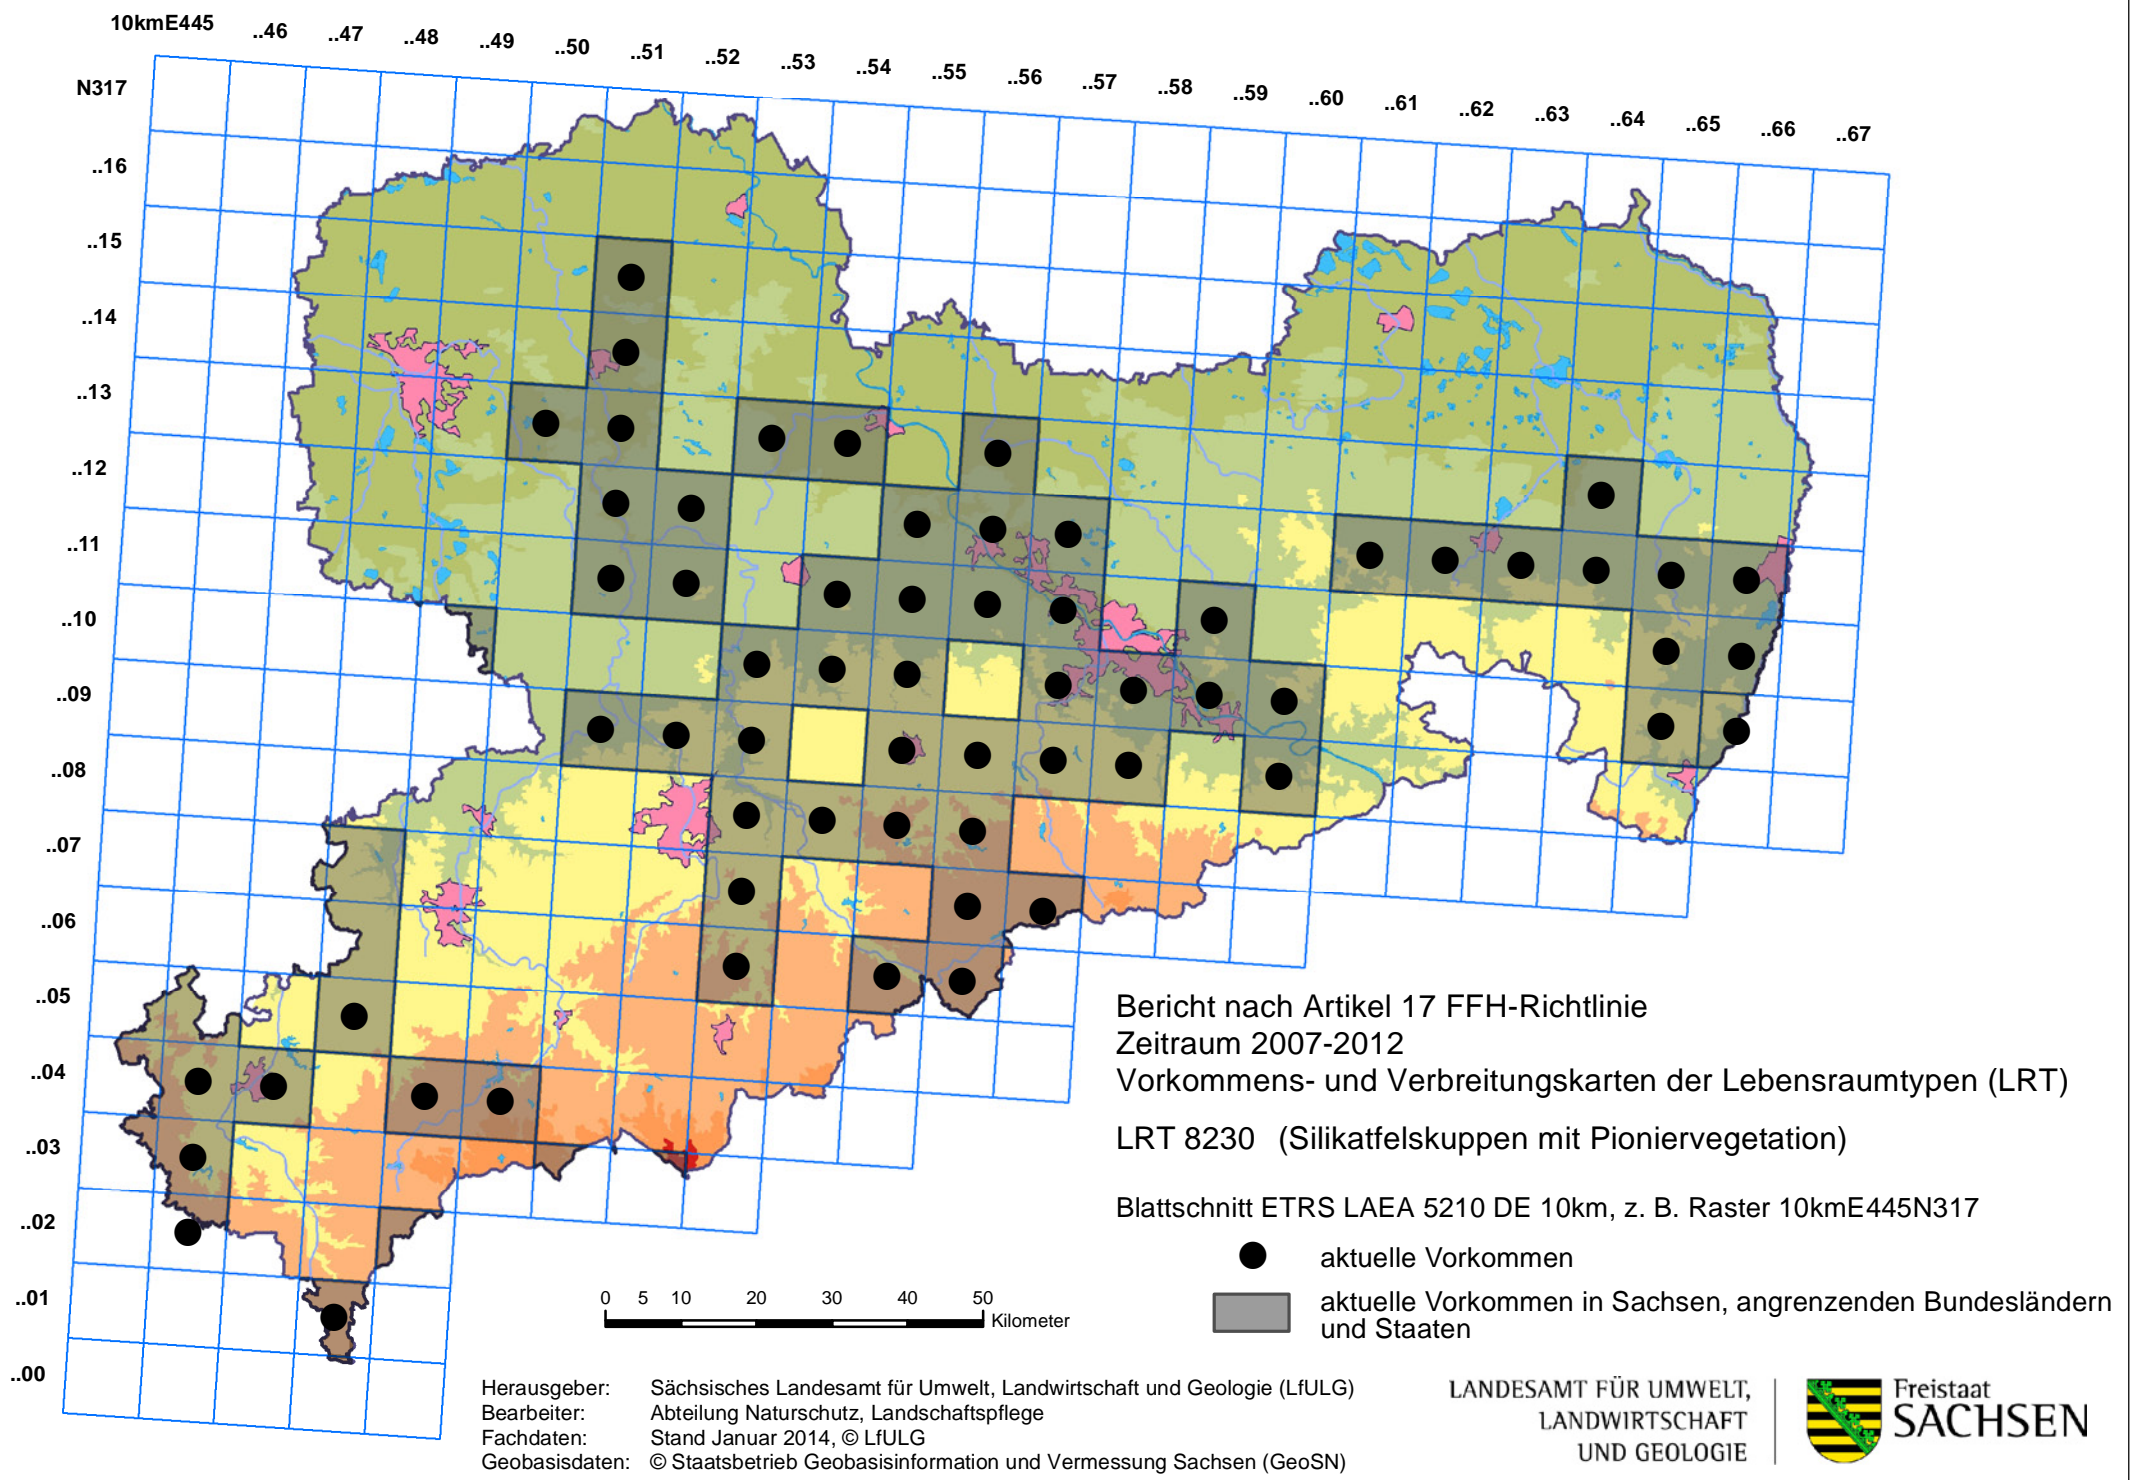 10kmE445 ..46 ..47 ..48 ..49 ..50 ..51 ..52 ..53 ..54 ..55 ..56 ..57 ..58 ..59 ..60 ..61 ..62 ..63 ..64 ..65 ..66 ..67
N317
..16
..15
..14
..13
..12
..11
..10
..09
..08
..07
..06
..05
..04
..03
..02
..01
..00
Bericht nach Artikel 17 FFH-Richtlinie
Zeitraum 2007-2012
Vorkommens- und Verbreitungskarten der Lebensraumtypen (LRT)
LRT 8230 (Silikatfelskuppen mit Pioniervegetation)
Blattschnitt ETRS LAEA 5210 DE 10km, z. B. Raster 10kmE445N317
aktuelle Vorkommen
aktuelle Vorkommen in Sachsen, angrenzenden Bundesländern
und Staaten
0 5 10 20 30 40 50
Kilometer
Herausgeber: Sächsisches Landesamt für Umwelt, Landwirtschaft und Geologie (LfULG)
Bearbeiter: Abteilung Naturschutz, Landschaftspflege
Fachdaten: Stand Januar 2014, © LfULG
Geobasisdaten: © Staatsbetrieb Geobasisinformation und Vermessung Sachsen (GeoSN)
LANDESAMT FÜR UMWELT,
LANDWIRTSCHAFT
UND GEOLOGIE
Freistaat
SACHSEN